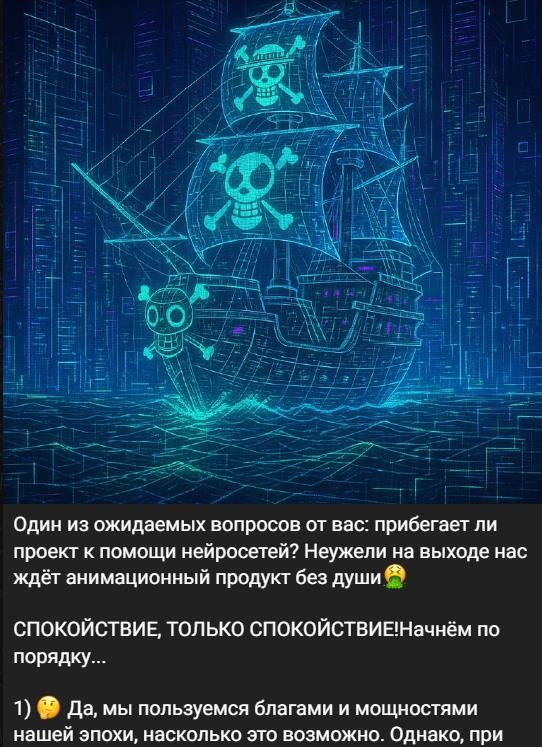 Один из ожидаемых вопросов от вас: прибегает ли
проект к помощи нейросетей? Неужели на выходе нас
ждёт анимационный продукт без души🤮
СПОКОЙСТВИЕ, ТОЛЬКО СПОКОЙСТВИЕ!Начнём по
порядку...
1) 🤔 Да, мы пользуемся благами и мощностями
нашей эпохи, насколько это возможно. Однако, при